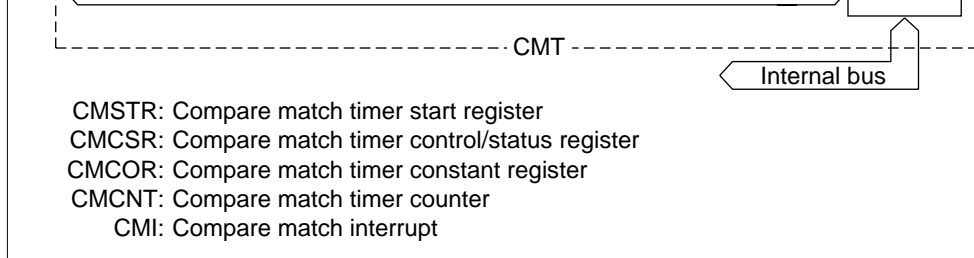 CMT
Internal bus
CMSTR: Compare match timer start register
CMCSR: Compare match timer control/status register
CMCOR: Compare match timer constant register
CMCNT: Compare match timer counter
CMI: Compare match interrupt